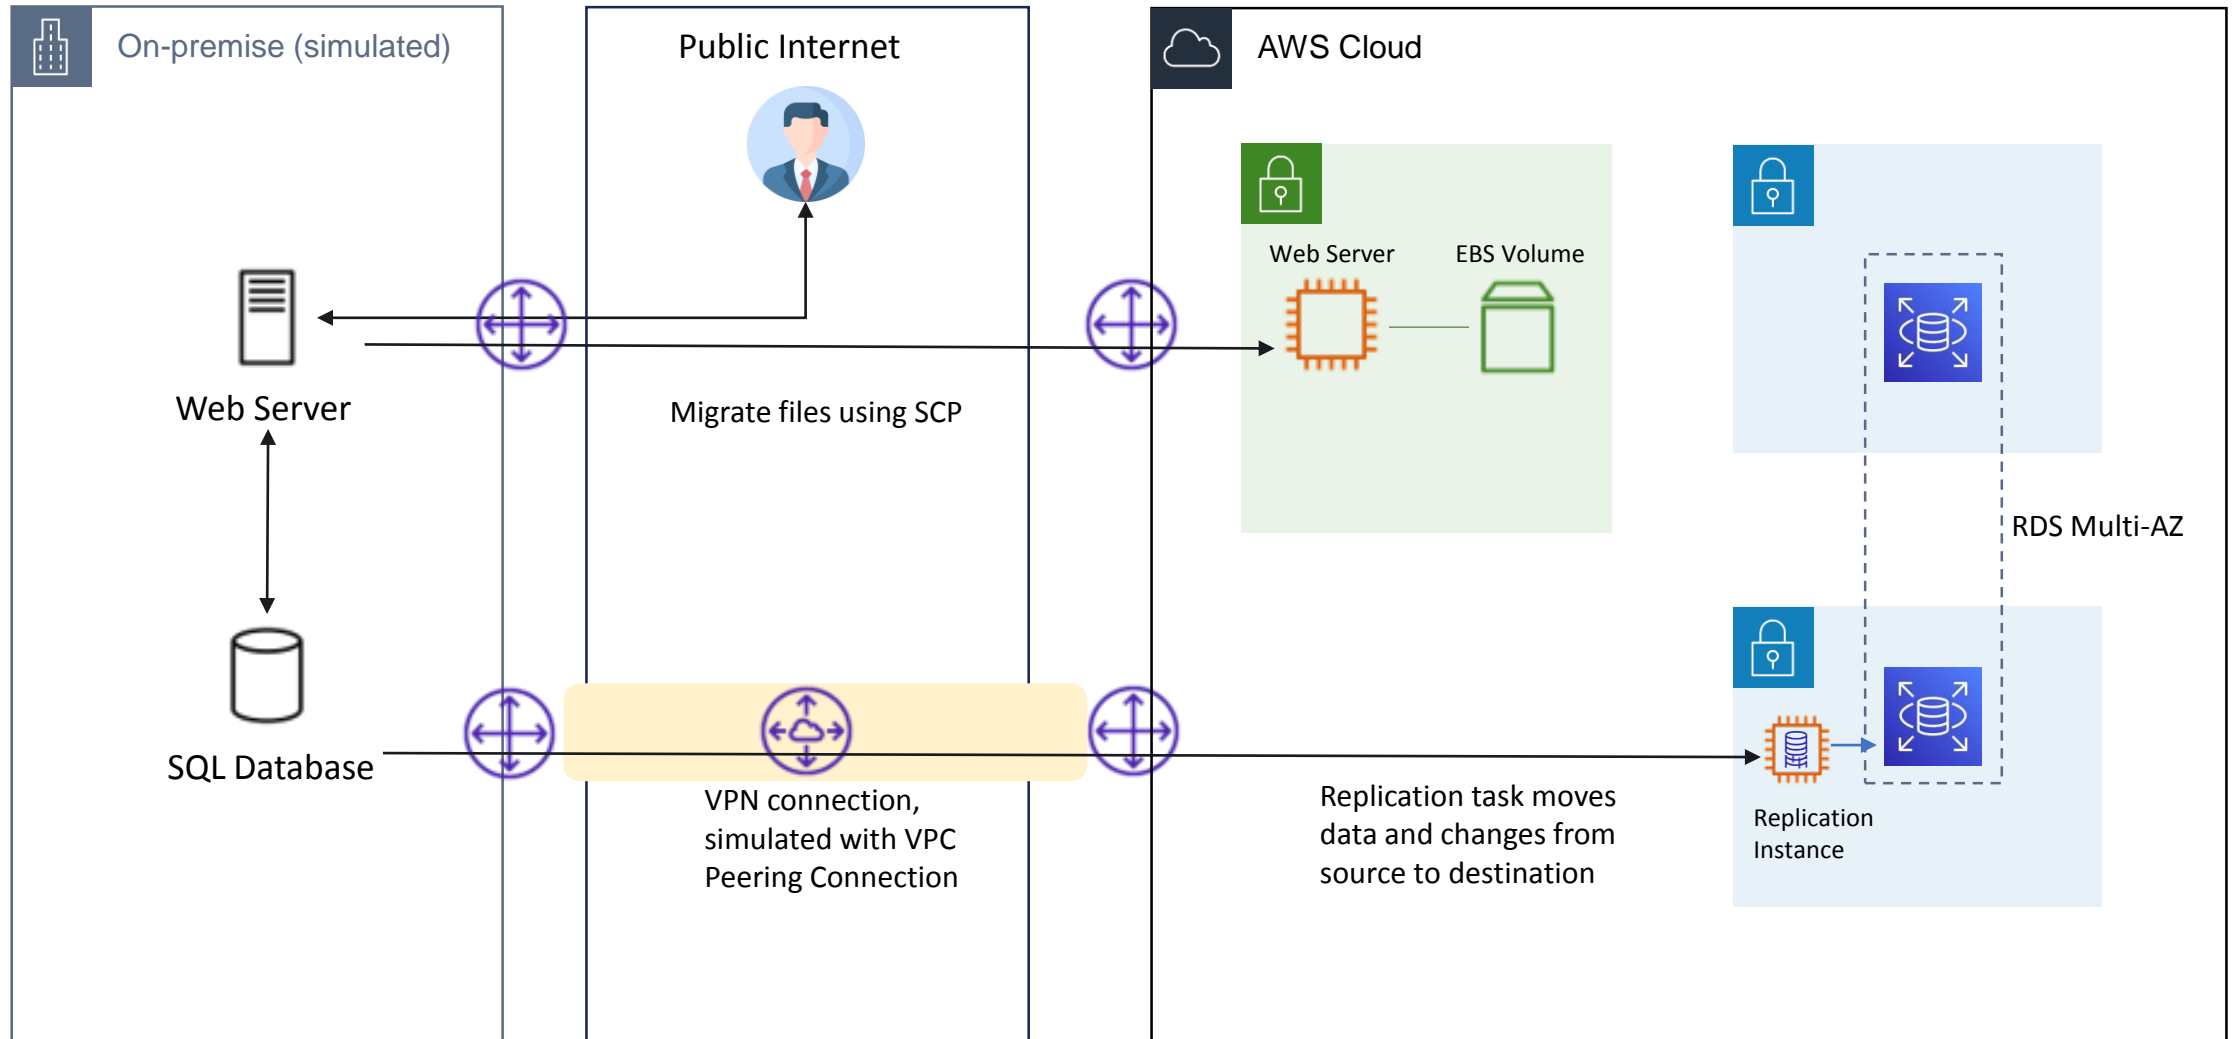 On-premise (simulated)
Public Internet
AWS Cloud
Web Server
EBS Volume
Web Server
Migrate files using SCP
RDS Multi-AZ
SQL Database
VPN connection,
simulated with VPC
Peering Connection
Replication task moves
data and changes from
source to destination
Replication
Instance